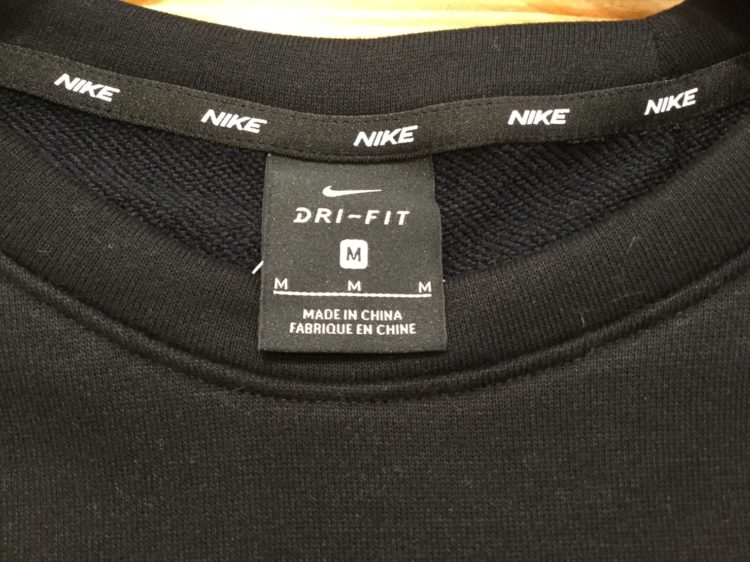 NIKE NIKE NIKE NIKE NIKE
DRI-FIT
M
M M M
MADE IN CHINA
FABRIQUE EN CHINE